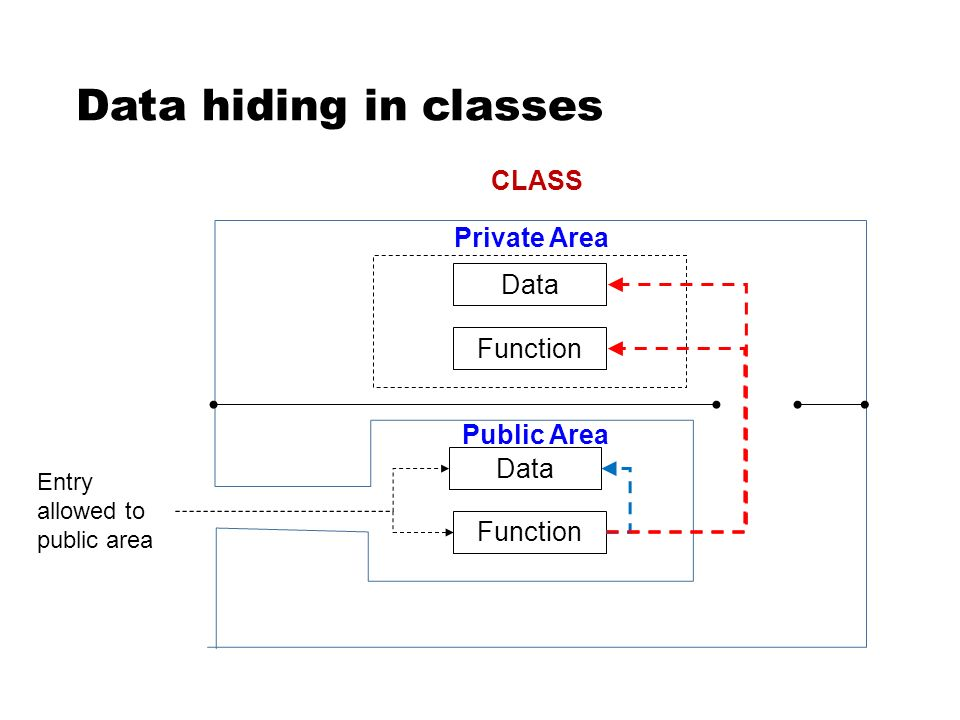 Data hiding in classes
CLASS
Private Area
Data
Function
Public Area
Data
Function
Entry
allowed to
public area